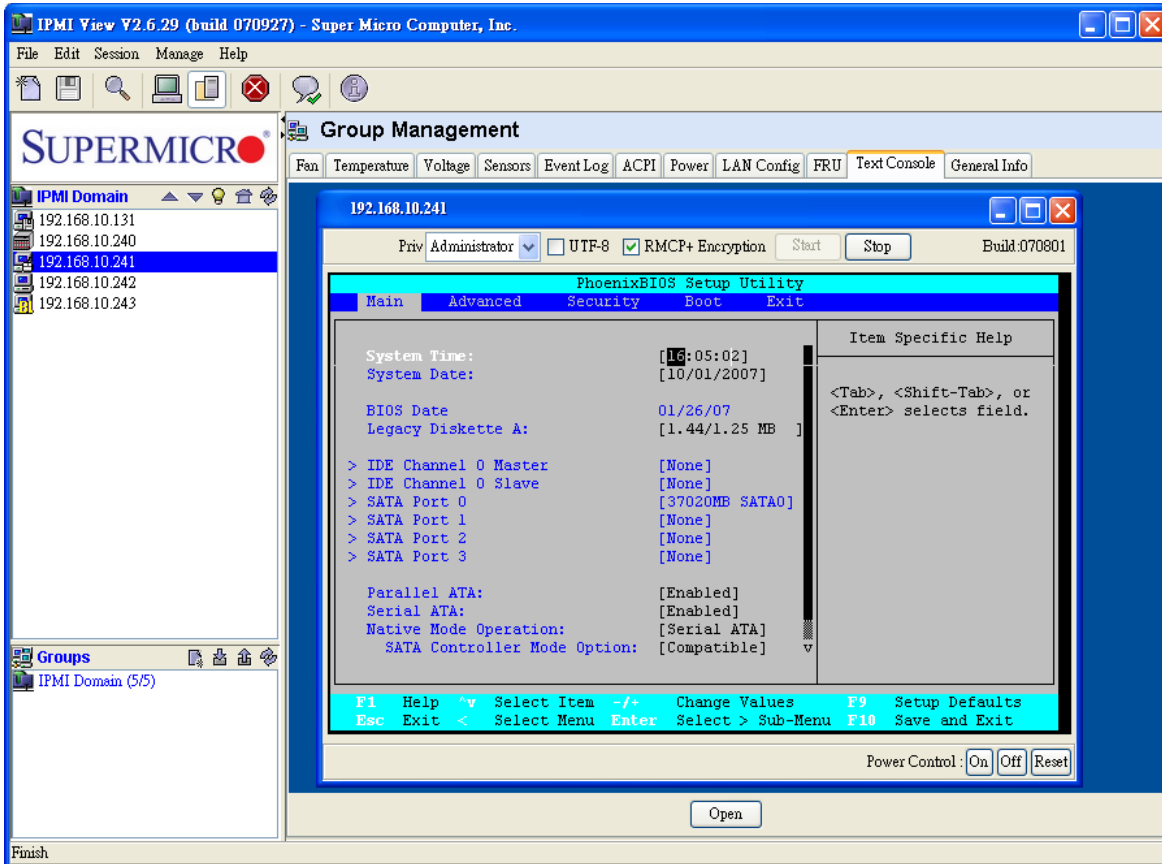 IPMI View V2.6.29 (build 070927) - Super Micro Computer, Inc.
File Edit Session Manage Help
SUPERMICRO
IPMI Domain
192.168.10.131
192.168.10.240
192.168.10.241
192.168.10.242
192.168.10.243
Groups
IPMI Domain (5/5)
Group Management
Fan Temperature Voltage Sensors Event Log ACPI Power LAN Config FRU Text Console General Info
192.168.10.241
Priv Administrator UTF-8 RMCP+ Encryption Start Stop Build:070801
PhoenixBIOS Setup Utility
Main Advanced Security Boot Exit
System Time: [16:05:02]
System Date: [10/01/2007]
BIOS Date 01/26/07
Legacy Diskette A: [1.44/1.25 MB ]
> IDE Channel 0 Master [None]
> IDE Channel 0 Slave [None]
> SATA Port 0 [37020MB SATA0]
> SATA Port 1 [None]
> SATA Port 2 [None]
> SATA Port 3 [None]
Parallel ATA: [Enabled]
Serial ATA: [Enabled]
Native Mode Operation: [Serial ATA]
SATA Controller Mode Option: [Compatible]
Item Specific Help
<Tab>, <Shift-Tab>, or
<Enter> selects field.
F1 Help ^v Select Item -/+ Change Values F9 Setup Defaults
Esc Exit < Select Menu Enter Select > Sub-Menu F10 Save and Exit
Power Control : On Off Reset
Open
Finish